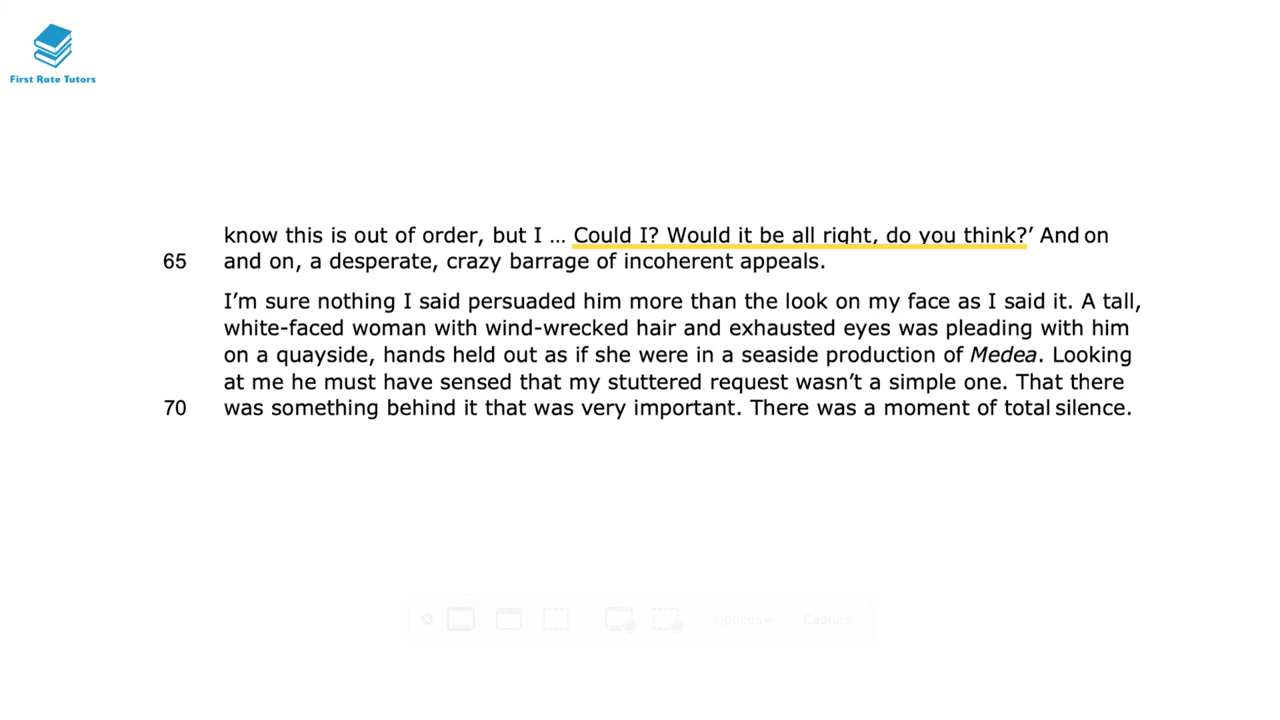 First Rate Tutors
know this is out of order, but I ... Could I? Would it be all right, do you think?’ And on
65 and on, a desperate, crazy barrage of incoherent appeals.
I’m sure nothing I said persuaded him more than the look on my face as I said it. A tall,
white-faced woman with wind-wrecked hair and exhausted eyes was pleading with him
on a quayside, hands held out as if she were in a seaside production of Medea. Looking
at me he must have sensed that my stuttered request wasn’t a simple one. That there
70 was something behind it that was very important. There was a moment of total silence.
Options Capture